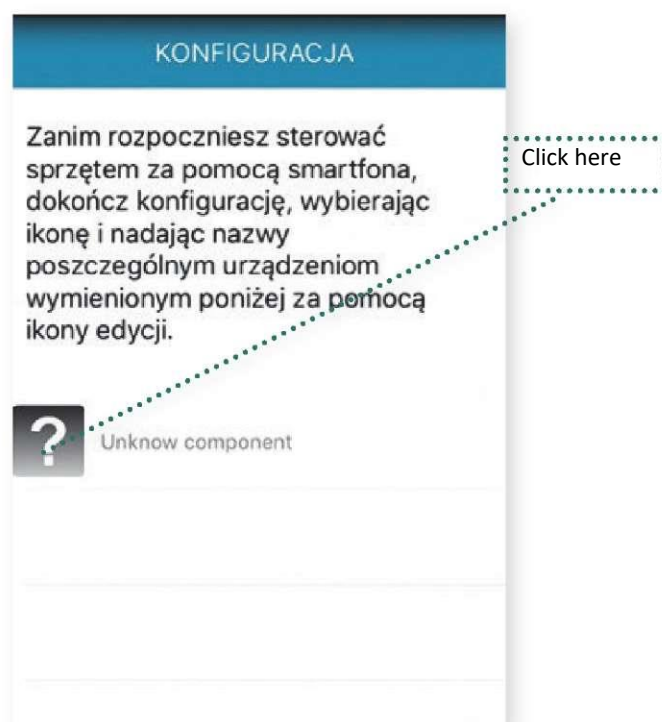 KONFIGURACJA
Zanim rozpoczniesz sterować
sprzętem za pomocą smartfona,
dokończ konfigurację, wybierając
ikonę i nadając nazwy
poszczególnym urządzeniom
wymienionym poniżej za pomocą
ikony edycji.
Click here
?
Unknow component